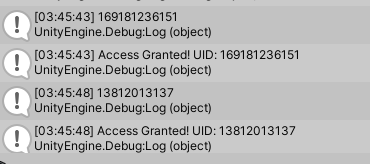 [03:45:43] 169181236151
UnityEngine.Debug:Log (object)
[03:45:43] Access Granted! UID: 169181236151
UnityEngine.Debug:Log (object)
[03:45:48] 13812013137
UnityEngine.Debug:Log (object)
[03:45:48] Access Granted! UID: 13812013137
UnityEngine.Debug:Log (object)